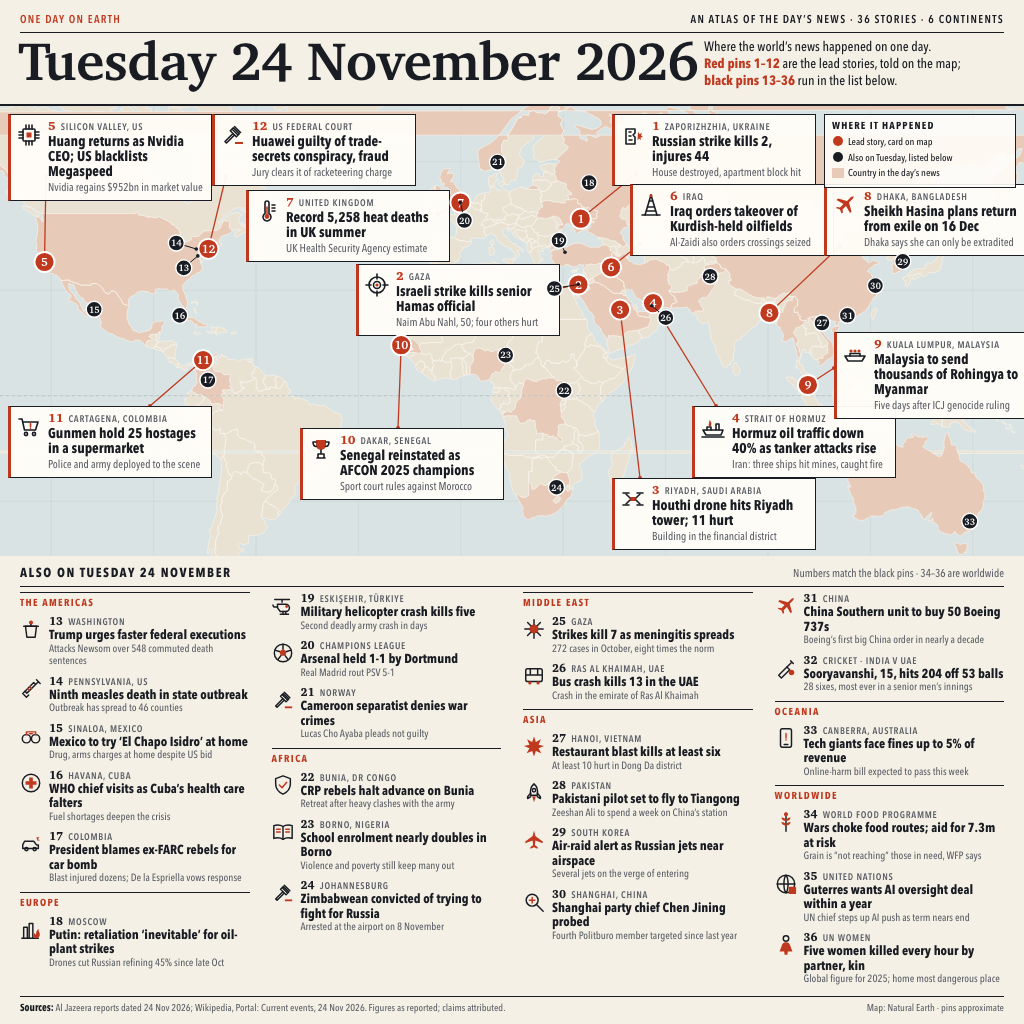 ONE DAY ON EARTH
AN ATLAS OF THE DAY'S NEWS · 36 STORIES · 6 CONTINENTS
Tuesday 24 November 2026
Where the world's news happened on one day.
Red pins 1–12 are the lead stories, told on the map;
black pins 13–36 run in the list below.
5 SILICON VALLEY, US
Huang returns as Nvidia
CEO; US blacklists
Megaspeed
Nvidia regains $952bn in market value
12 US FEDERAL COURT
Huawei guilty of trade-
secrets conspiracy, fraud
Jury clears it of racketeering charge
1 ZAPORIZHZHIA, UKRAINE
Russian strike kills 2,
injures 44
House destroyed, apartment block hit
WHERE IT HAPPENED
Lead story, card on map
Also on Tuesday, listed below
Country in the day's news
7 UNITED KINGDOM
Record 5,258 heat deaths
in UK summer
UK Health Security Agency estimate
6 IRAQ
Iraq orders takeover of
Kurdish-held oilfields
Al-Zaidi also orders crossings seized
8 DHAKA, BANGLADESH
Sheikh Hasina plans return
from exile on 16 Dec
Dhaka says she can only be extradited
2 GAZA
Israeli strike kills senior
Hamas official
Naim Abu Nahl, 50; four others hurt
9 KUALA LUMPUR, MALAYSIA
Malaysia to send
thousands of Rohingya to
Myanmar
Five days after ICJ genocide ruling
11 CARTAGENA, COLOMBIA
Gunmen hold 25 hostages
in a supermarket
Police and army deployed to the scene
10 DAKAR, SENEGAL
Senegal reinstated as
AFCON 2025 champions
Sport court rules against Morocco
4 STRAIT OF HORMUZ
Hormuz oil traffic down
40% as tanker attacks rise
Iran: three ships hit mines, caught fire
3 RIYADH, SAUDI ARABIA
Houthi drone hits Riyadh
tower; 11 hurt
Building in the financial district
21
18
20
1
19
14
12
13
5
6
29
28
2
25
30
15
16
3
4
26
8
27
31
10
23
11
17
22
9
24
33
ALSO ON TUESDAY 24 NOVEMBER
Numbers match the black pins · 34–36 are worldwide
THE AMERICAS
13 WASHINGTON
Trump urges faster federal executions
Attacks Newsom over 548 commuted death
sentences
14 PENNSYLVANIA, US
Ninth measles death in state outbreak
Outbreak has spread to 46 counties
15 SINALOA, MEXICO
Mexico to try ‘El Chapo Isidro’ at home
Drug, arms charges at home despite US bid
16 HAVANA, CUBA
WHO chief visits as Cuba's health care
falters
Fuel shortages deepen the crisis
17 COLOMBIA
President blames ex-FARC rebels for
car bomb
Blast injured dozens; De la Espriella vows response
EUROPE
18 MOSCOW
Putin: retaliation ‘inevitable’ for oil-
plant strikes
Drones cut Russian refining 45% since late Oct
19 ESKIŞEHIR, TÜRKIYE
Military helicopter crash kills five
Second deadly army crash in days
20 CHAMPIONS LEAGUE
Arsenal held 1-1 by Dortmund
Real Madrid rout PSV 5-1
21 NORWAY
Cameroon separatist denies war
crimes
Lucas Cho Ayaba pleads not guilty
AFRICA
22 BUNIA, DR CONGO
CRP rebels halt advance on Bunia
Retreat after heavy clashes with the army
23 BORNO, NIGERIA
School enrolment nearly doubles in
Borno
Violence and poverty still keep many out
24 JOHANNESBURG
Zimbabwean convicted of trying to
fight for Russia
Arrested at the airport on 8 November
MIDDLE EAST
25 GAZA
Strikes kill 7 as meningitis spreads
272 cases in October, eight times the norm
26 RAS AL KHAIMAH, UAE
Bus crash kills 13 in the UAE
Crash in the emirate of Ras Al Khaimah
ASIA
27 HANOI, VIETNAM
Restaurant blast kills at least six
At least 10 hurt in Dong Da district
28 PAKISTAN
Pakistani pilot set to fly to Tiangong
Zeeshan Ali to spend a week on China's station
29 SOUTH KOREA
Air-raid alert as Russian jets near
airspace
Several jets on the verge of entering
30 SHANGHAI, CHINA
Shanghai party chief Chen Jining
probed
Fourth Politburo member targeted since last year
31 CHINA
China Southern unit to buy 50 Boeing
737s
Boeing's first big China order in nearly a decade
32 CRICKET · INDIA V UAE
Sooryavanshi, 15, hits 204 off 53 balls
28 sixes, most ever in a senior men's innings
OCEANIA
33 CANBERRA, AUSTRALIA
Tech giants face fines up to 5% of
revenue
Online-harm bill expected to pass this week
WORLDWIDE
34 WORLD FOOD PROGRAMME
Wars choke food routes; aid for 7.3m
at risk
Grain is “not reaching” those in need, WFP says
35 UNITED NATIONS
Guterres wants AI oversight deal
within a year
UN chief steps up AI push as term nears end
36 UN WOMEN
Five women killed every hour by
partner, kin
Global figure for 2025; home most dangerous place
Sources: Al Jazeera reports dated 24 Nov 2026; Wikipedia, Portal: Current events, 24 Nov 2026. Figures as reported; claims attributed.
Map: Natural Earth · pins approximate